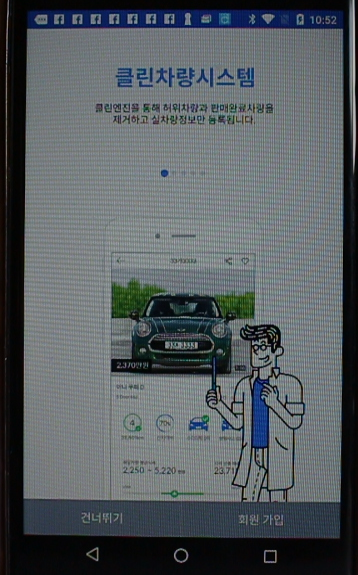 10:52
클린차량시스템
클린엔진을 통해 허위차량과 판매완료차량을
제거하고 실차량정보만 등록됩니다.
2,370만원
2,250 ~ 5,220
23,71
건너뛰기
회원 가입